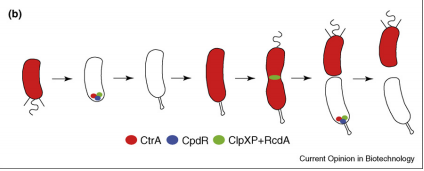 (b)
CtrA CpdR ClpXP+RcdA
Current Opinion in Biotechnology